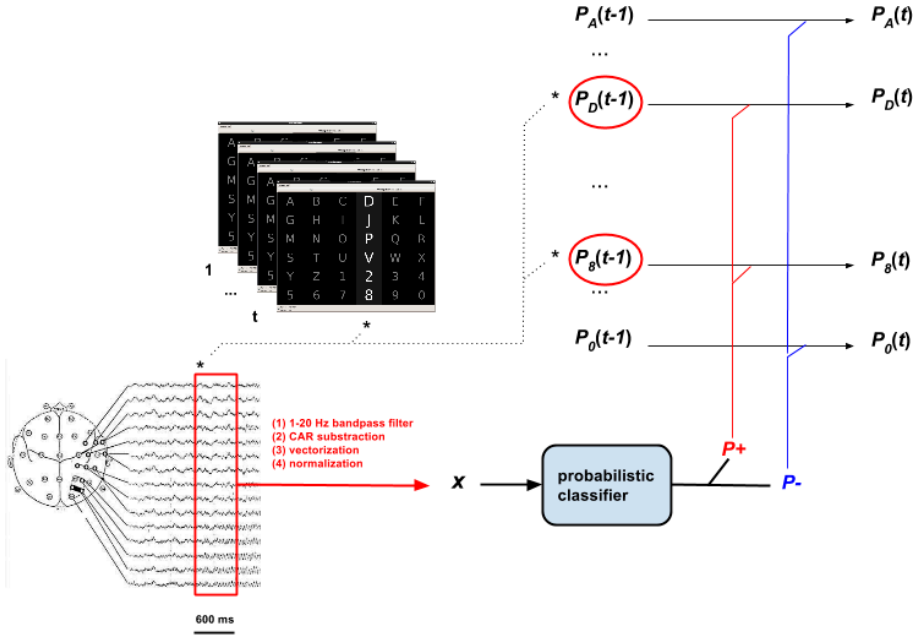 P_A(t-1) P_A(t)
...
* P_D(t-1) P_D(t)
...
* P_8(t-1) P_8(t)
...
P_0(t-1) P_0(t)
A
G
M
S
Y
5
A
G
M
S
5
A
G
A B C D E F
G H I J K L
M N O P Q R
S T U V W X
Y Z 1 2 3 4
5 6 7 8 9 0
1
...
t
*
*
(1) 1-20 Hz bandpass filter
(2) CAR substraction
(3) vectorization
(4) normalization
x
probabilistic
classifier
P+
P-
600 ms